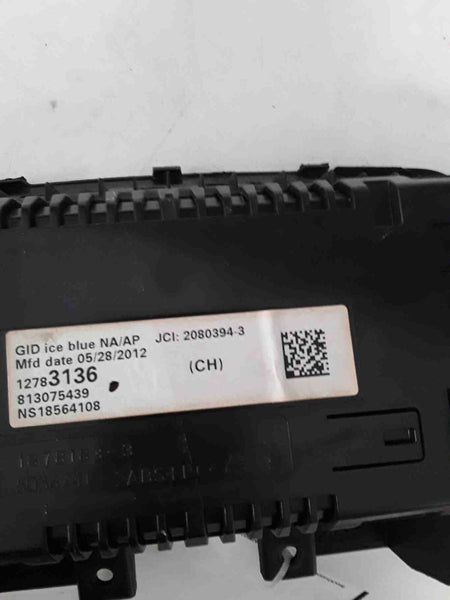 GID ice blue NA/AP JCI: 2080394-3
Mfd date 05/28/2012
12783136 (CH)
813075439
NS18564108